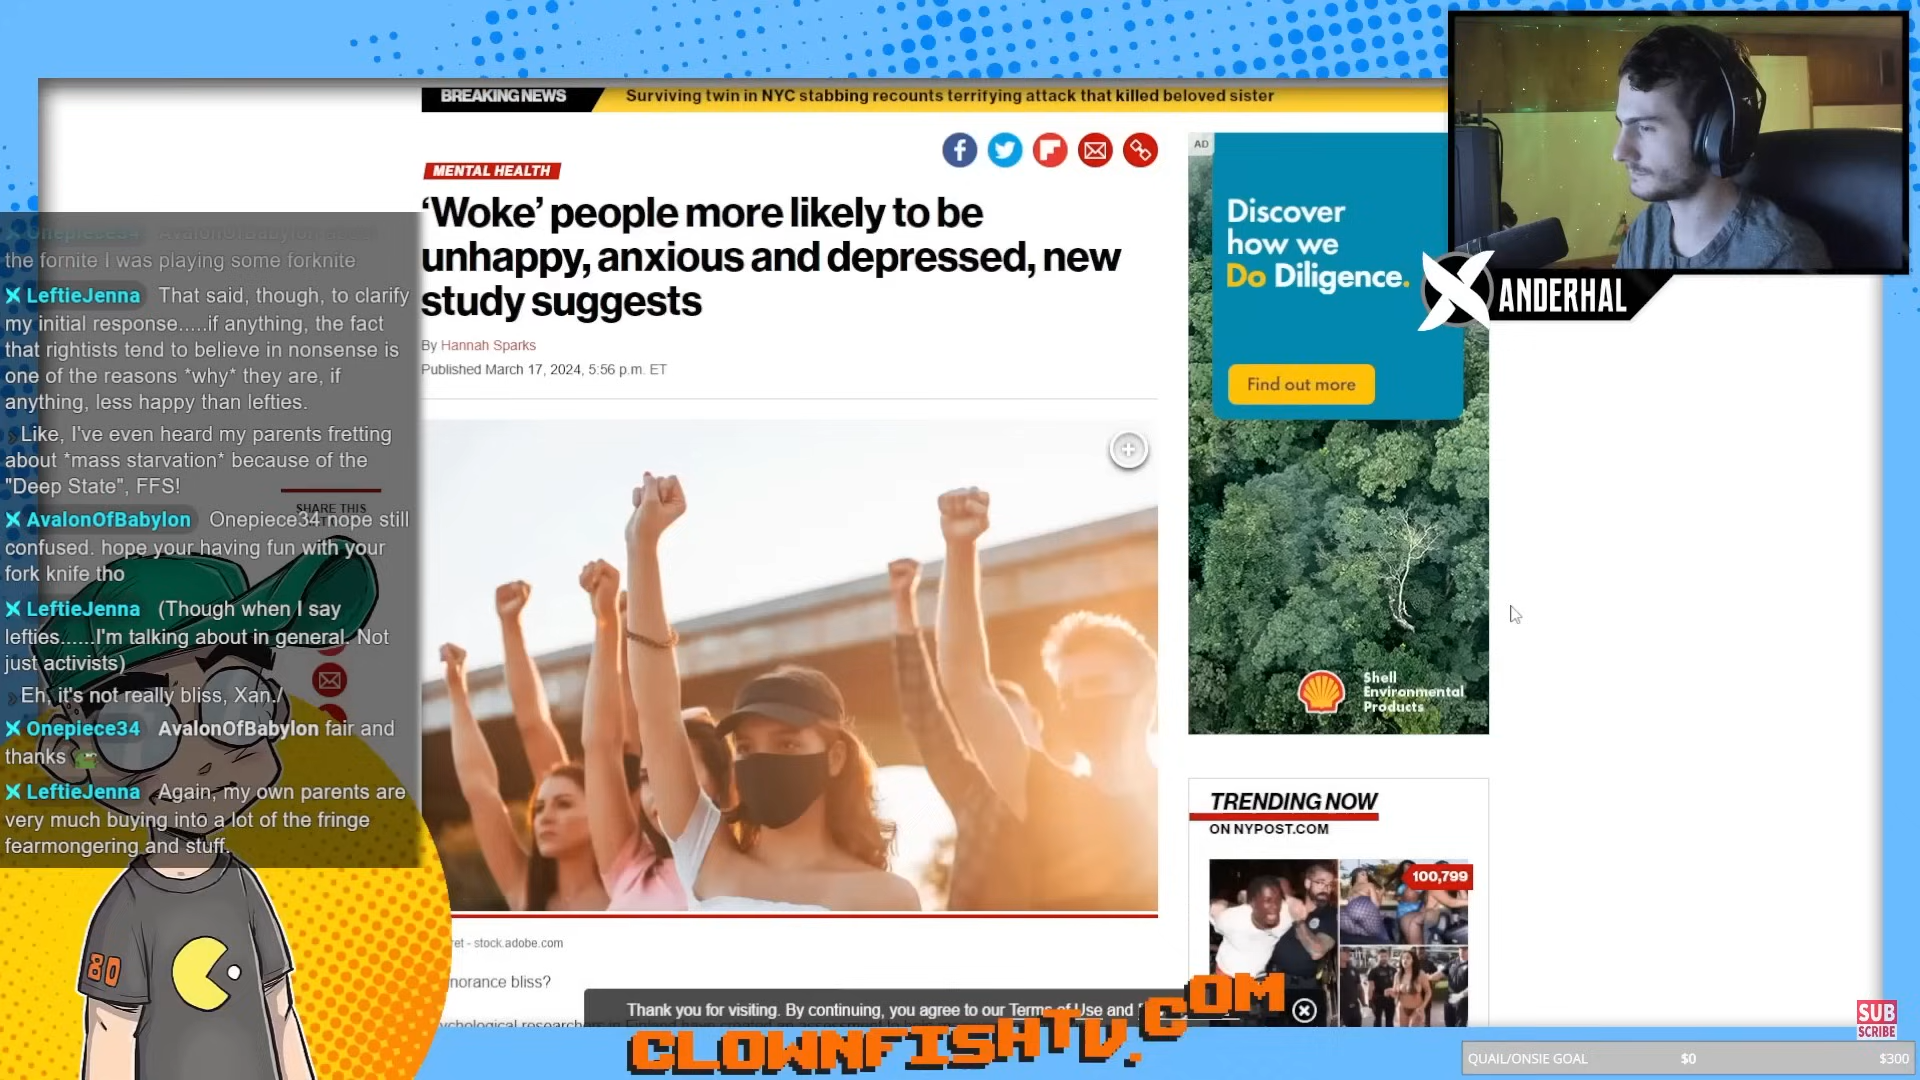 BREAKING NEWS
Surviving twin in NYC stabbing recounts terrifying attack that killed beloved sister
MENTAL HEALTH
'Woke' people more likely to be
unhappy, anxious and depressed, new
study suggests
By Hannah Sparks
Published March 17, 2024, 5:56 p.m. ET
the fornite I was playing some forknite
LeftieJenna That said, though, to clarify
my initial response.....if anything, the fact
that rightists tend to believe in nonsense is
one of the reasons *why* they are, if
anything, less happy than lefties.
Like, I've even heard my parents fretting
about *mass starvation* because of the
"Deep State", FFS!
SHARE THIS
AvalonOfBabylon Onepiece34 nope still
confused. hope your having fun with your
fork knife tho
LeftieJenna (Though when I say
lefties......I'm talking about in general. Not
just activists)
Eh, it's not really bliss, Xan./
Onepiece34 AvalonOfBabylon fair and
thanks
LeftieJenna Again, my own parents are
very much buying into a lot of the fringe
fearmongering and stuff.
80
AD
Discover
how we
Do Diligence.
Find out more
Shell
Environmental
Products
ANDERHAL
TRENDING NOW
ON NYPOST.COM
100,799
- stock.adobe.com
norance bliss?
Thank you for visiting. By continuing, you agree to our Terms of Use and
CLOWNFISHTV.COM
SUB
SCRIBE
QUAIL/ONSIE GOAL $0 $300